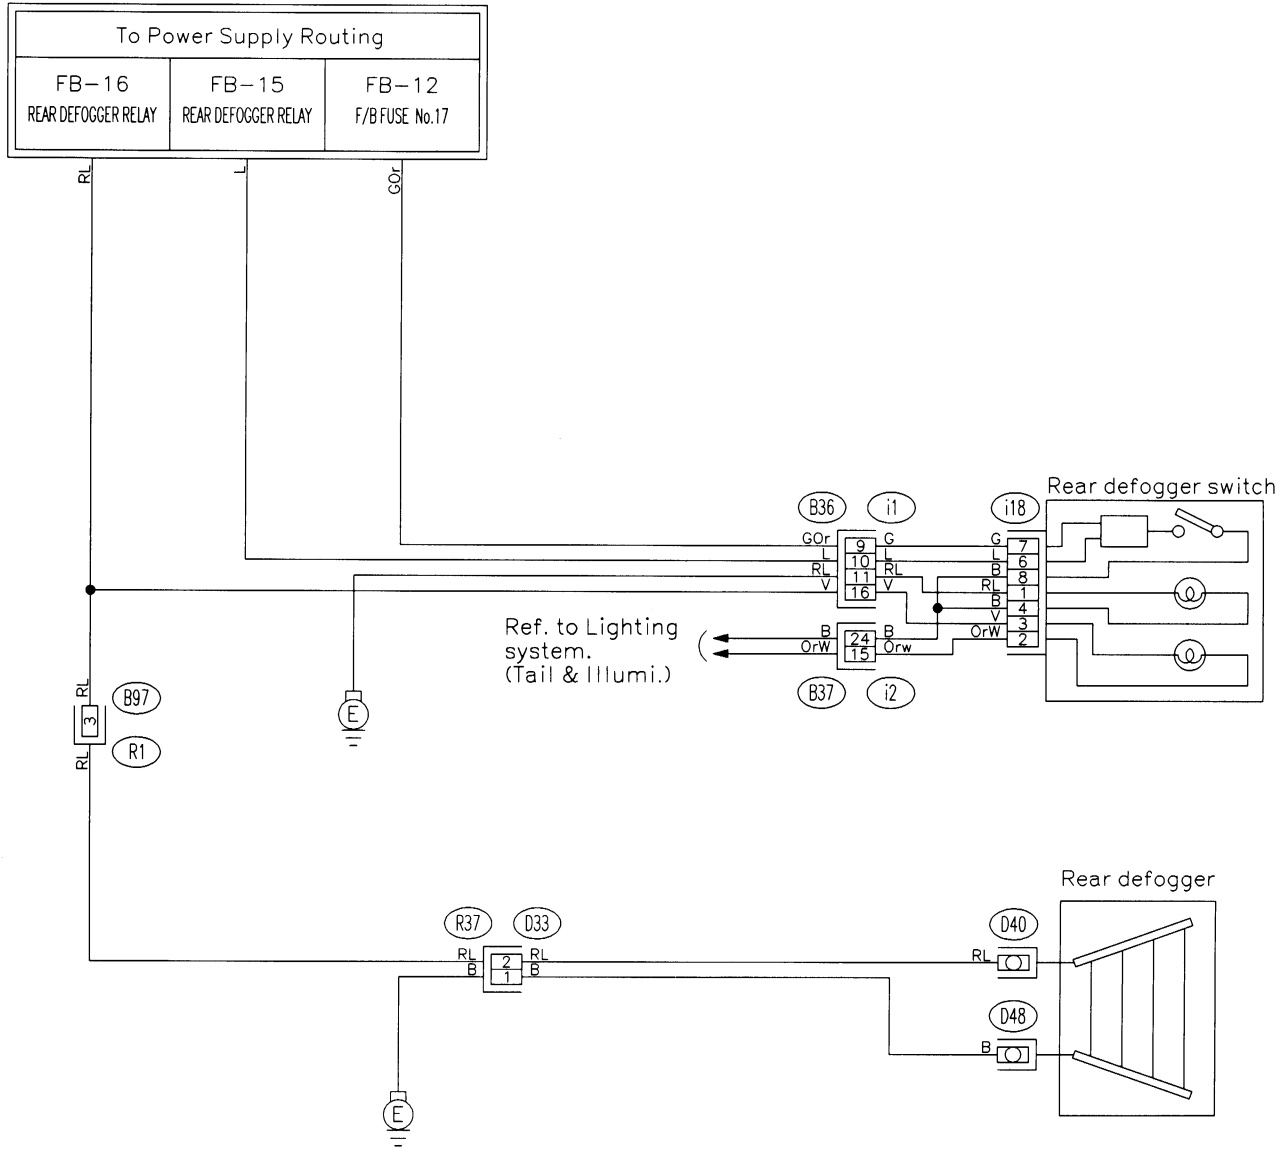 To Power Supply Routing
FB-16 FB-15 FB-12
REAR DEFOGGER RELAY REAR DEFOGGER RELAY F/B FUSE No.17
RL L GOr
Rear defogger switch
B36 i1 i18
GOr 9 G G 7
L 10 L L 6
RL 11 RL B 8
V 16 V RL 1
B 4
V 3
OrW 2
Ref. to Lighting
system.
(Tail & Illumi.)
B 24 B
OrW 15 Orw
B37 i2
E
RL
B97
3
R1
RL
Rear defogger
R37 D33 D40
RL 2 RL RL
B 1 B
D48
B
E